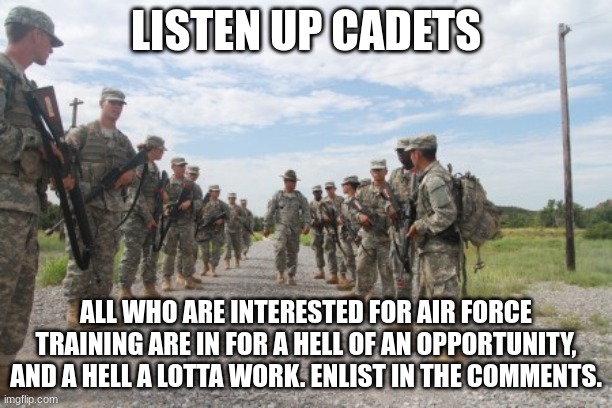 LISTEN UP CADETS
ALL WHO ARE INTERESTED FOR AIR FORCE
TRAINING ARE IN FOR A HELL OF AN OPPORTUNITY,
AND A HELL A LOTTA WORK. ENLIST IN THE COMMENTS.
imgflip.com